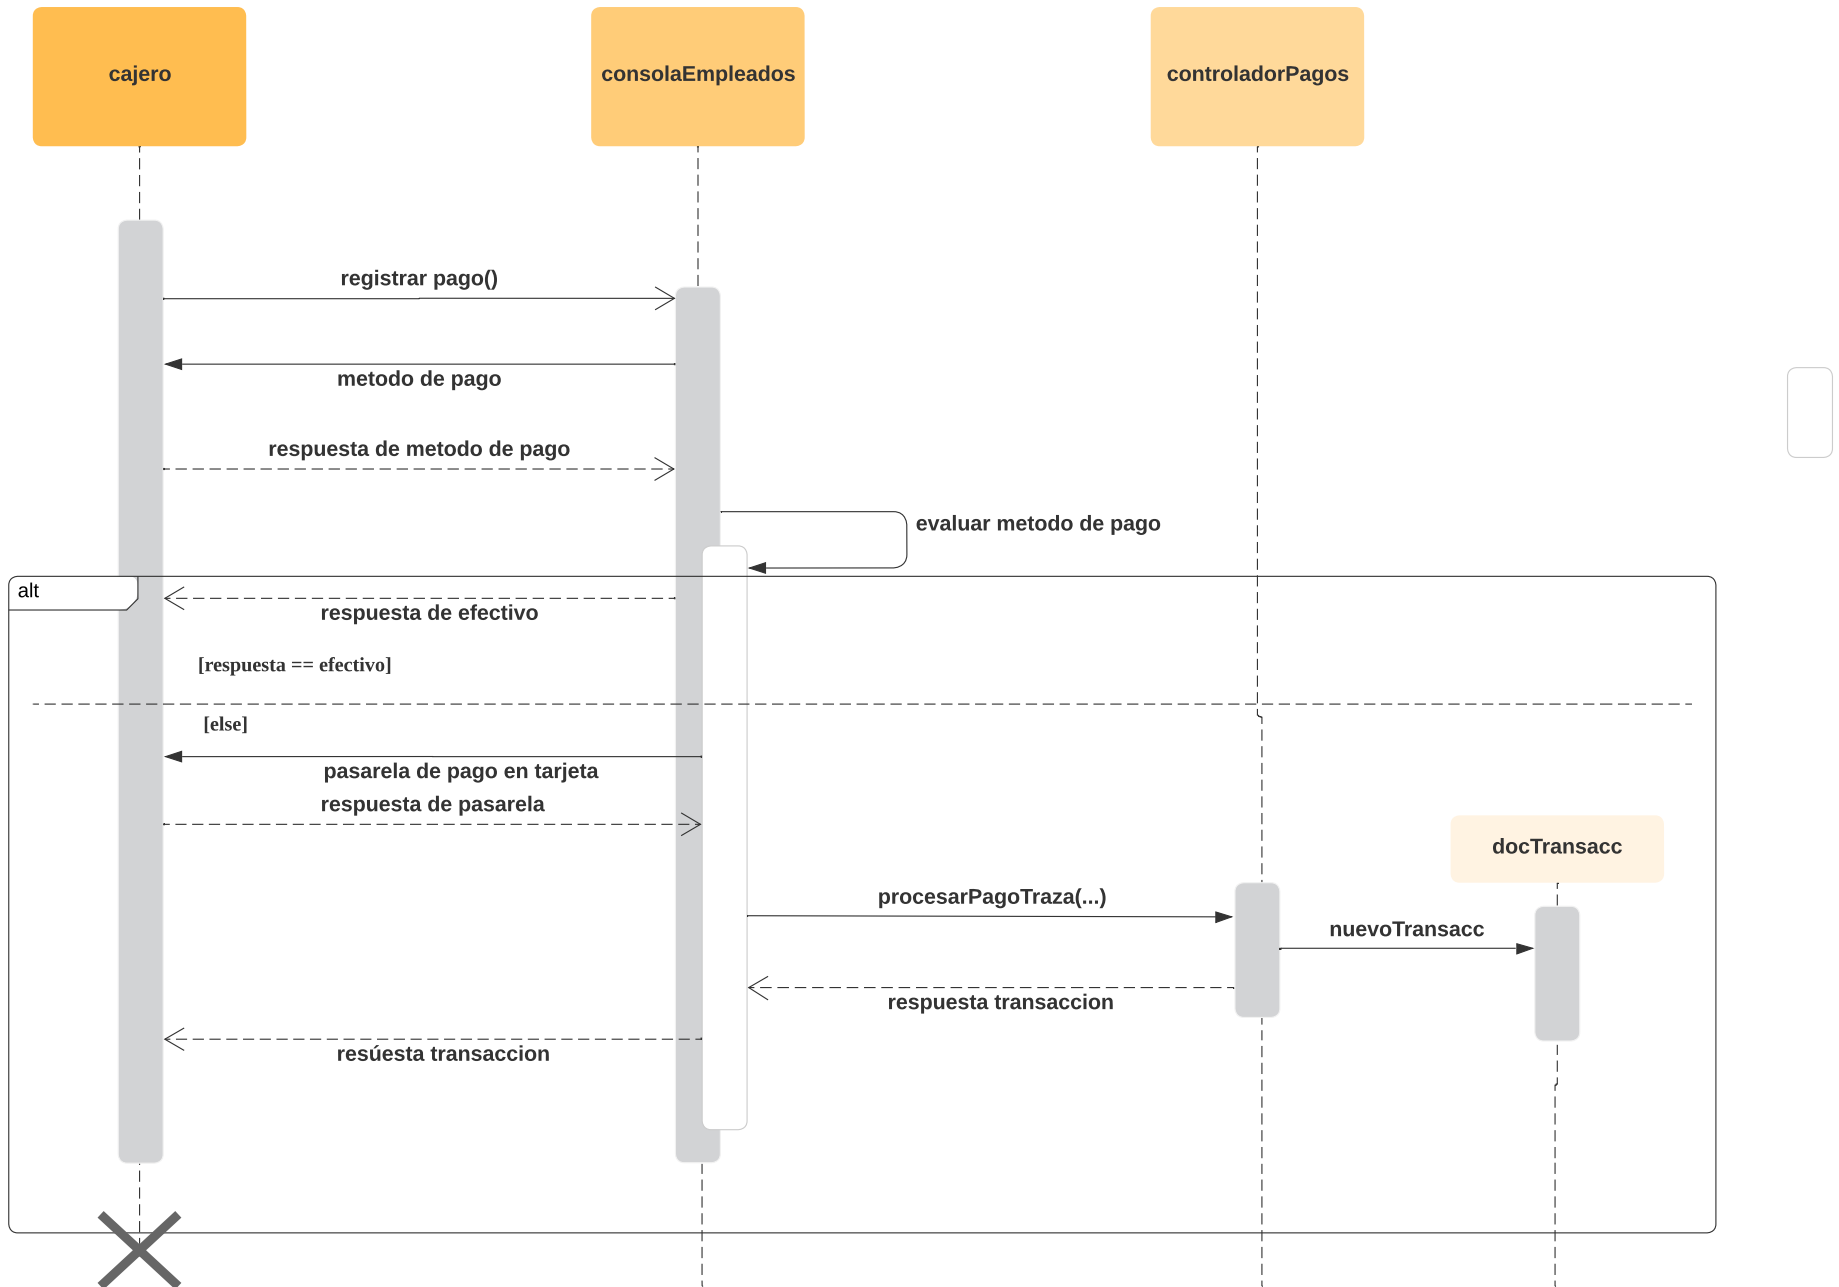 cajero
consolaEmpleados
controladorPagos
registrar pago()
metodo de pago
respuesta de metodo de pago
evaluar metodo de pago
alt
respuesta de efectivo
[respuesta == efectivo]
[else]
pasarela de pago en tarjeta
respuesta de pasarela
docTransacc
procesarPagoTraza(...)
nuevoTransacc
respuesta transaccion
resúesta transaccion